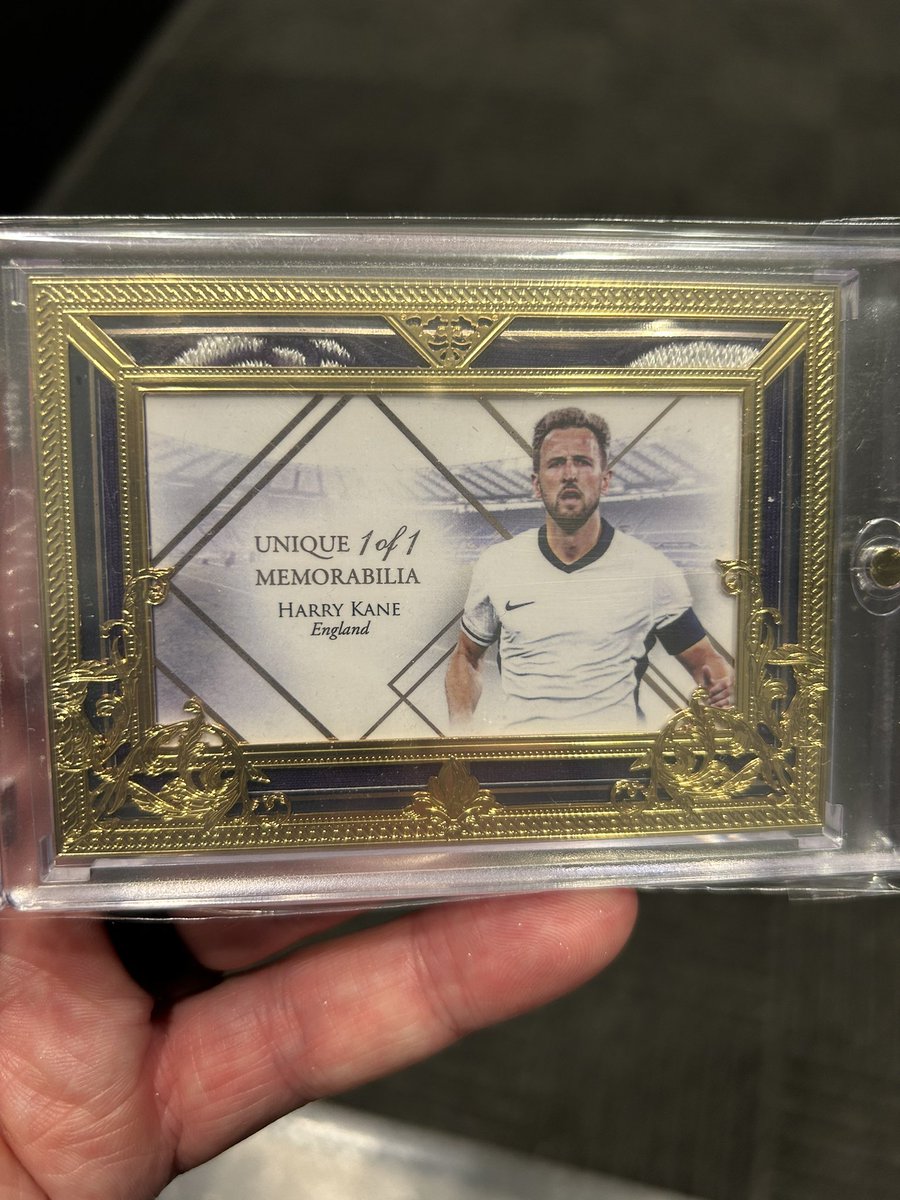 UNIQUE 1 of 1
MEMORABILIA
HARRY KANE
England